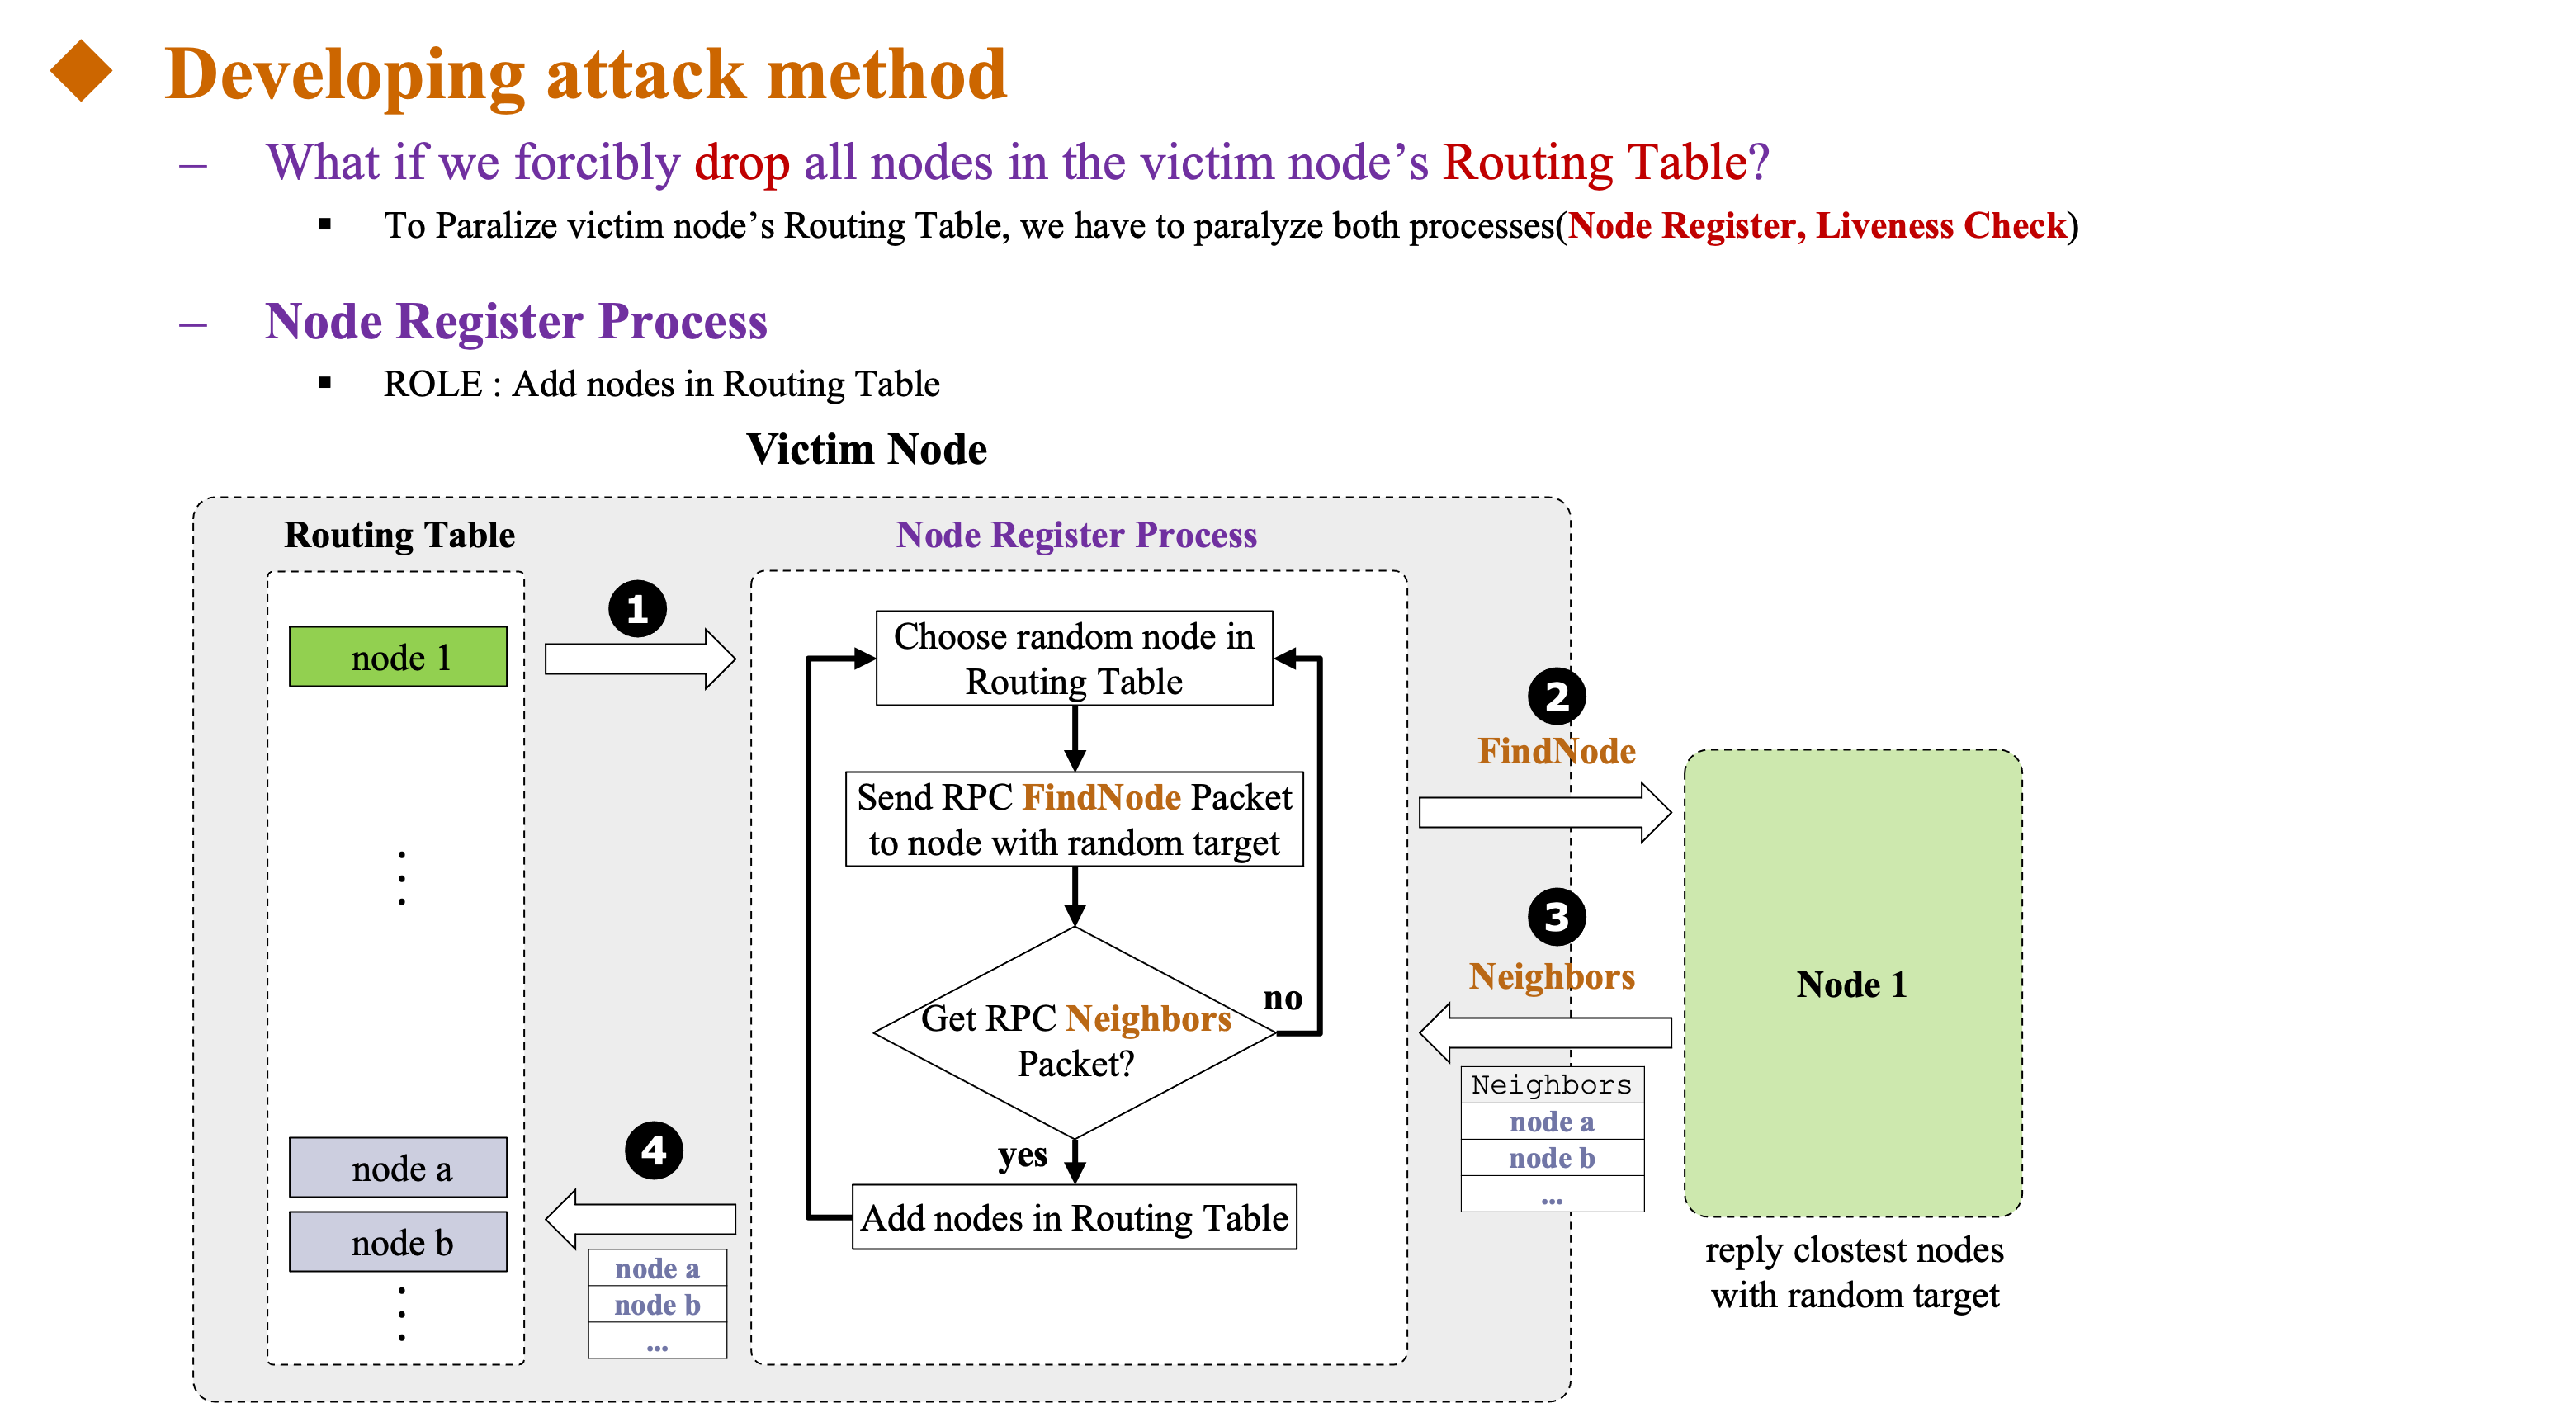 Developing attack method
– What if we forcibly drop all nodes in the victim node's Routing Table?
▪ To Paralize victim node's Routing Table, we have to paralyze both processes(Node Register, Liveness Check)
– Node Register Process
▪ ROLE : Add nodes in Routing Table
Victim Node
Routing Table
node 1
⋮
node a
node b
⋮
1
4
node a
node b
...
Node Register Process
Choose random node in
Routing Table
Send RPC FindNode Packet
to node with random target
Get RPC Neighbors
Packet?
no
yes
Add nodes in Routing Table
2
FindNode
3
Neighbors
Neighbors
node a
node b
...
Node 1
reply clostest nodes
with random target